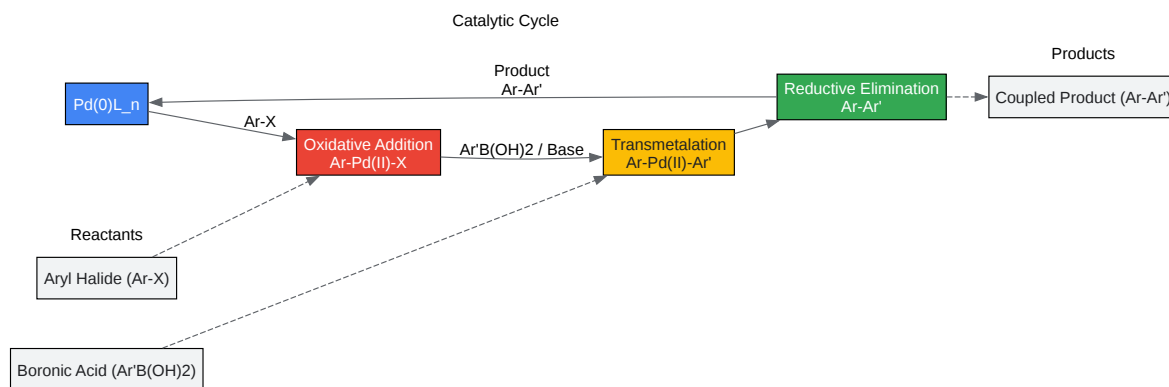 Catalytic Cycle
Products
Product
Ar-Ar'
Reductive Elimination
Ar-Ar'
Coupled Product (Ar-Ar')
Pd(0)L_n
Ar-X
Oxidative Addition
Ar-Pd(II)-X
Ar'B(OH)2 / Base
Transmetalation
Ar-Pd(II)-Ar'
Reactants
Aryl Halide (Ar-X)
Boronic Acid (Ar'B(OH)2)